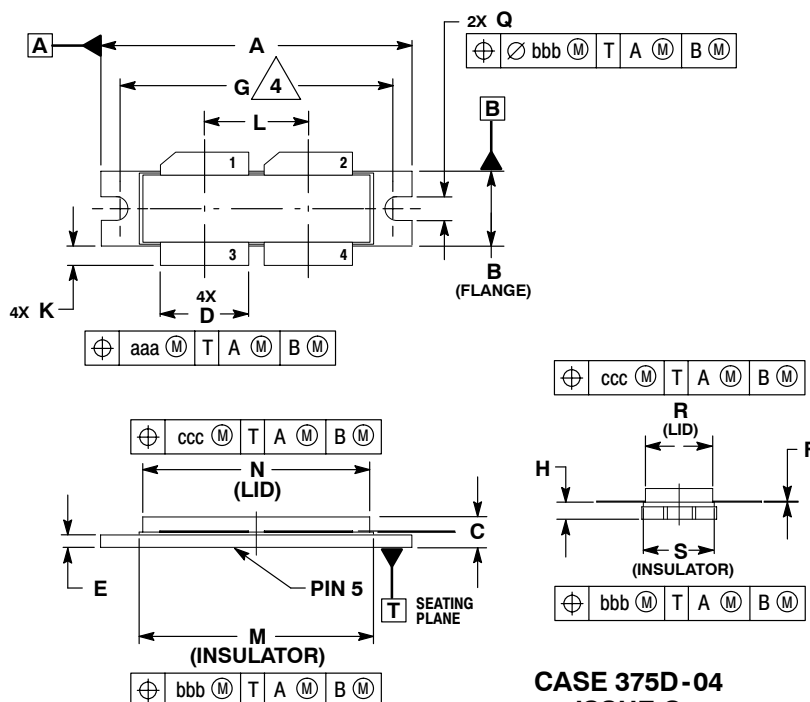 2X Q
A A
⌖ ∅ bbb Ⓜ T A Ⓜ B Ⓜ
G 4
L
B
1 2
3 4
B
(FLANGE)
4X K
4X
D
⌖ aaa Ⓜ T A Ⓜ B Ⓜ
⌖ ccc Ⓜ T A Ⓜ B Ⓜ
R
(LID)
⌖ ccc Ⓜ T A Ⓜ B Ⓜ
N
(LID)
H
C
E
PIN 5
T SEATING
PLANE
S
(INSULATOR)
M
(INSULATOR)
⌖ bbb Ⓜ T A Ⓜ B Ⓜ
⌖ bbb Ⓜ T A Ⓜ B Ⓜ
CASE 375D-04